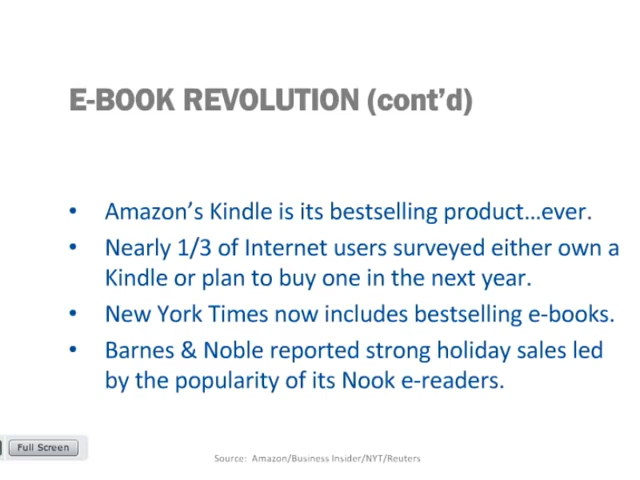 E-BOOK REVOLUTION (cont’d)
• Amazon’s Kindle is its bestselling product…ever.
• Nearly 1/3 of Internet users surveyed either own a
Kindle or plan to buy one in the next year.
• New York Times now includes bestselling e-books.
• Barnes & Noble reported strong holiday sales led
by the popularity of its Nook e-readers.
Full Screen
Source:  Amazon/Business Insider/NYT/Reuters